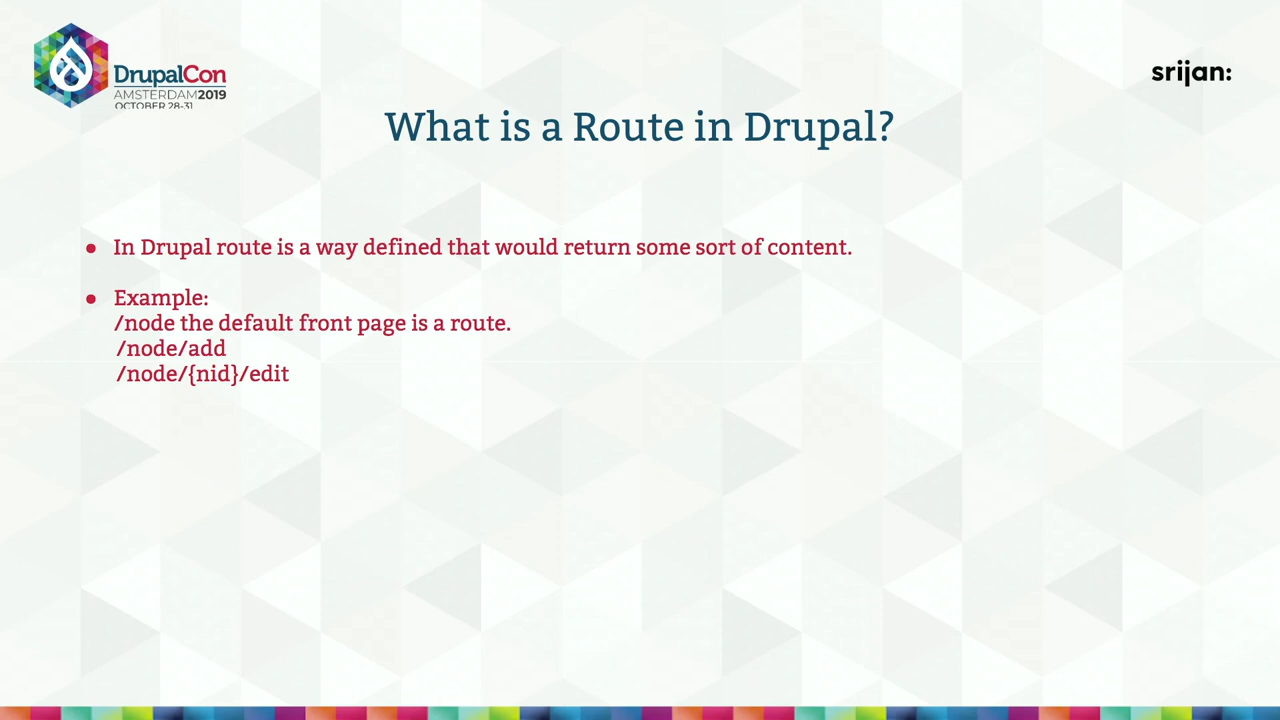 DrupalCon
AMSTERDAM2019
OCTOBER 28-31
srijan:
What is a Route in Drupal?
● In Drupal route is a way defined that would return some sort of content.
● Example:
/node the default front page is a route.
/node/add
/node/{nid}/edit